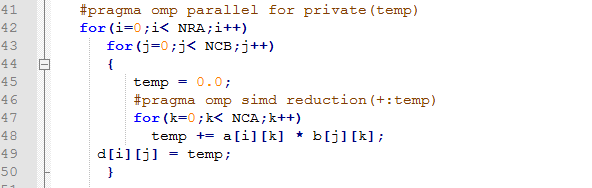 41 #pragma omp parallel for private(temp)
42 for(i=0;i< NRA;i++)
43 for(j=0;j< NCB;j++)
44 {
45 temp = 0.0;
46 #pragma omp simd reduction(+:temp)
47 for(k=0;k< NCA;k++)
48 temp += a[i][k] * b[j][k];
49 d[i][j] = temp;
50 }